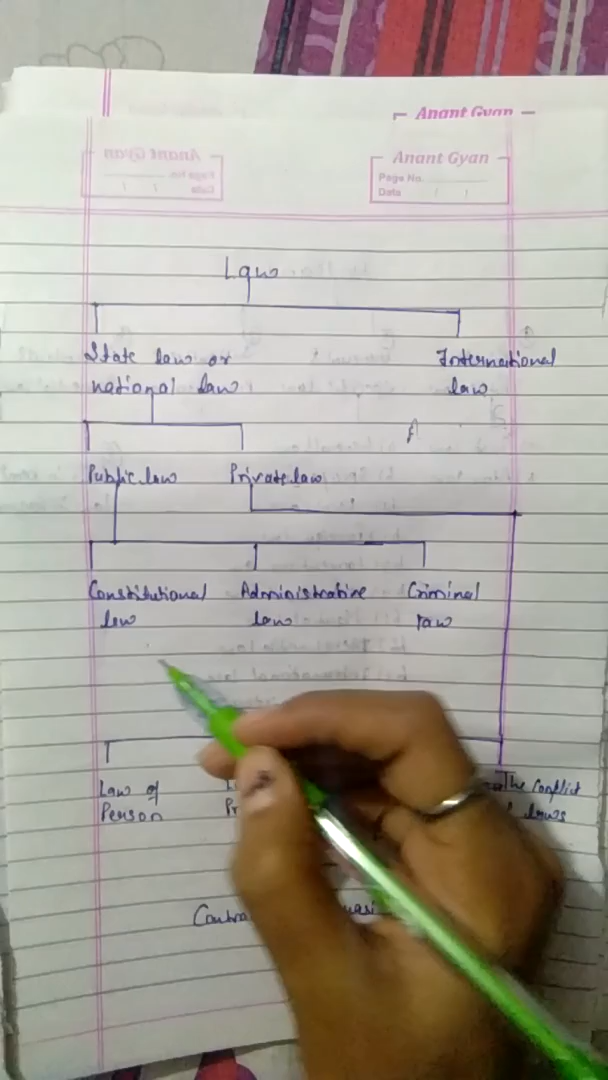 Anant Gyan
Anant Gyan
Page No.
Date / /
Law
State law or
national law
International
law
Public law
Private law
Constitutional
law
Administrative
law
Criminal
law
Law of
Person
The Conflict
laws